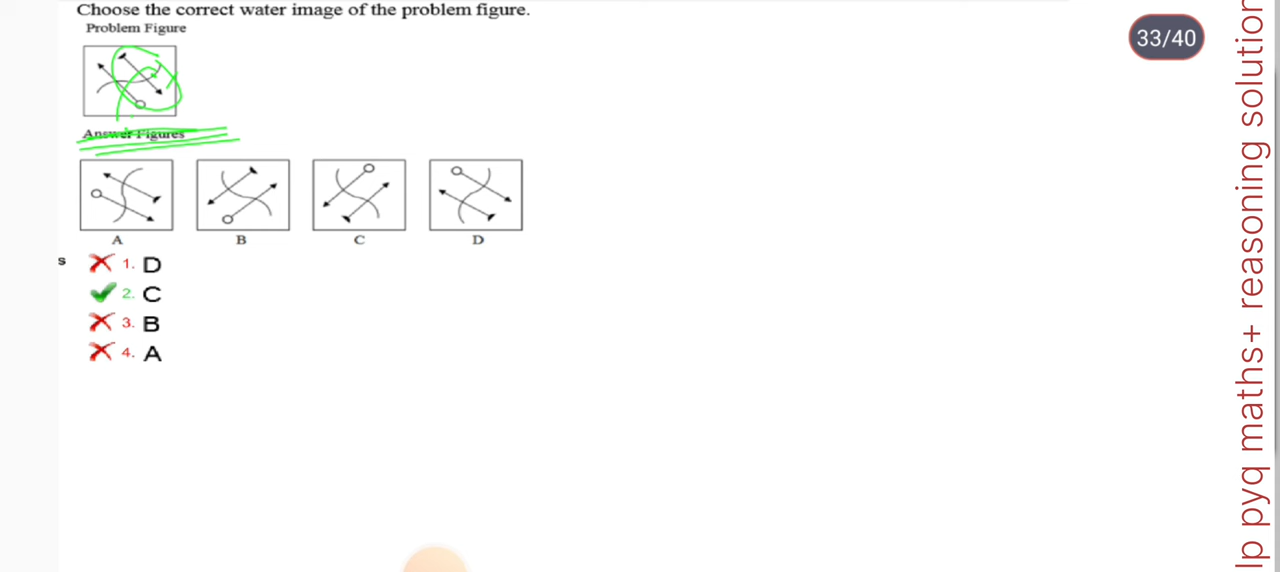 Choose the correct water image of the problem figure.
Problem Figure
33/40
Answer Figures
A B C D
s
1. D
2. C
3. B
4. A
lp pyq maths+ reasoning solution